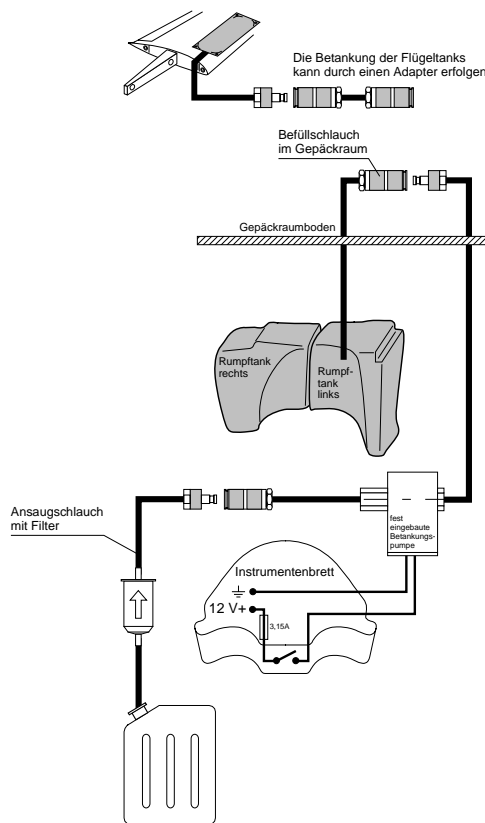 Die Betankung der Flügeltanks
kann durch einen Adapter erfolgen
Befüllschlauch
im Gepäckraum
Gepäckraumboden
Rumpftank
rechts
Rumpf-
tank
links
Ansaugschlauch
mit Filter
fest
eingebaute
Betankungs-
pumpe
Instrumentenbrett
12 V+
3,15A